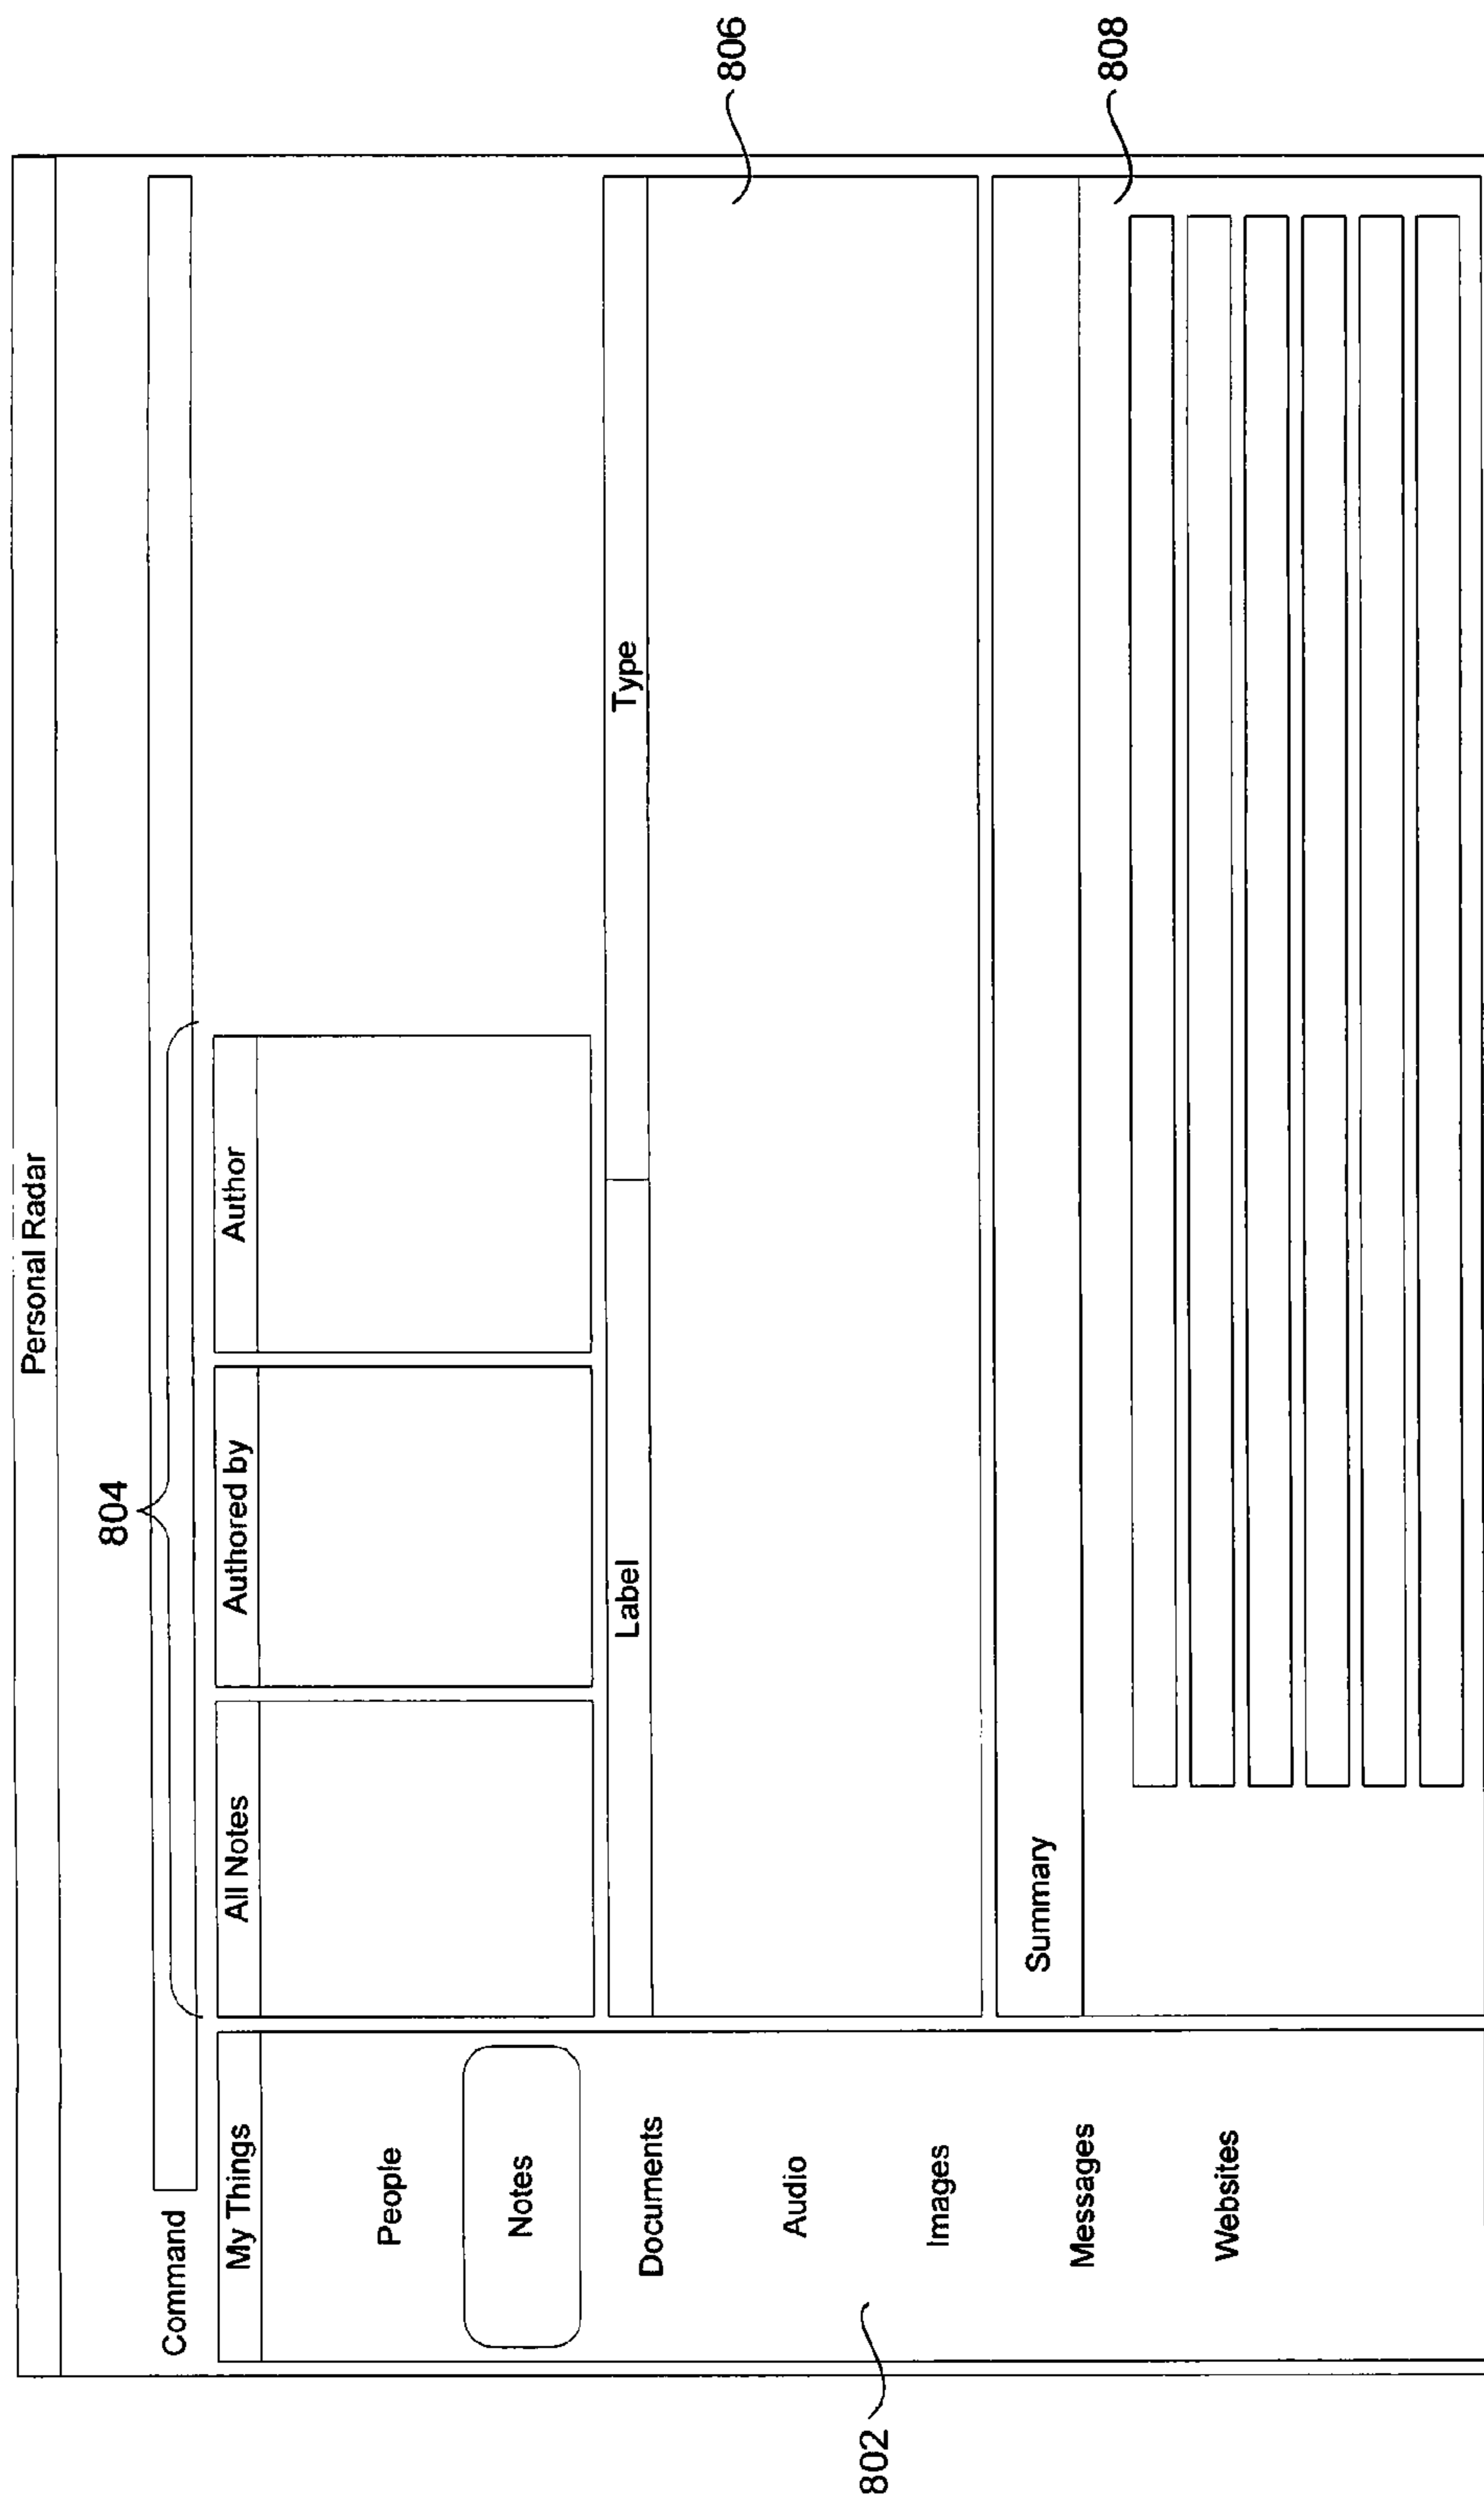 Personal Radar
804
Command
My Things
All Notes
Authored by
Author
People
Notes
Label
Type
Documents
806
Audio
802
Images
Summary
Messages
808
Websites